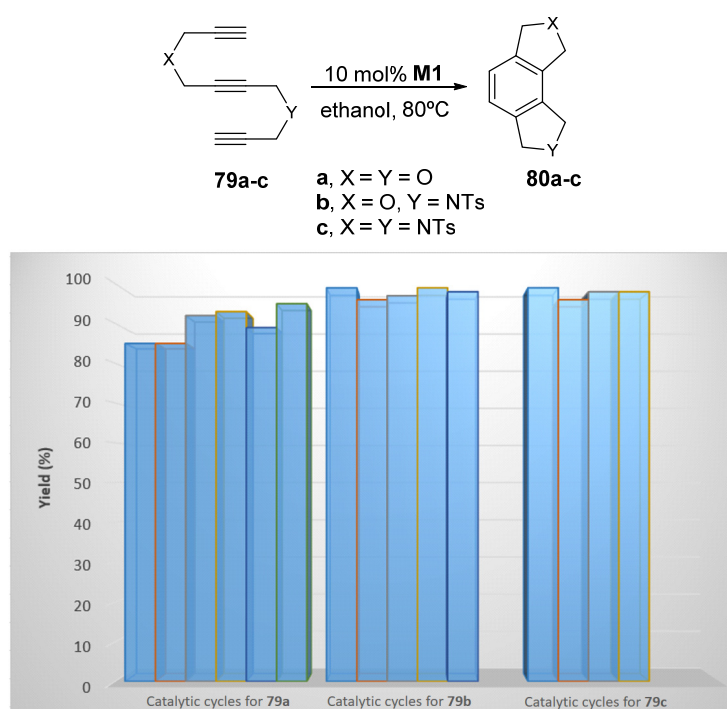 X
Y
10 mol% M1
ethanol, 80ºC
X
Y
79a-c
a, X = Y = O
b, X = O, Y = NTs
c, X = Y = NTs
80a-c
Yield (%)
100
90
80
70
60
50
40
30
20
10
0
Catalytic cycles for 79a
Catalytic cycles for 79b
Catalytic cycles for 79c